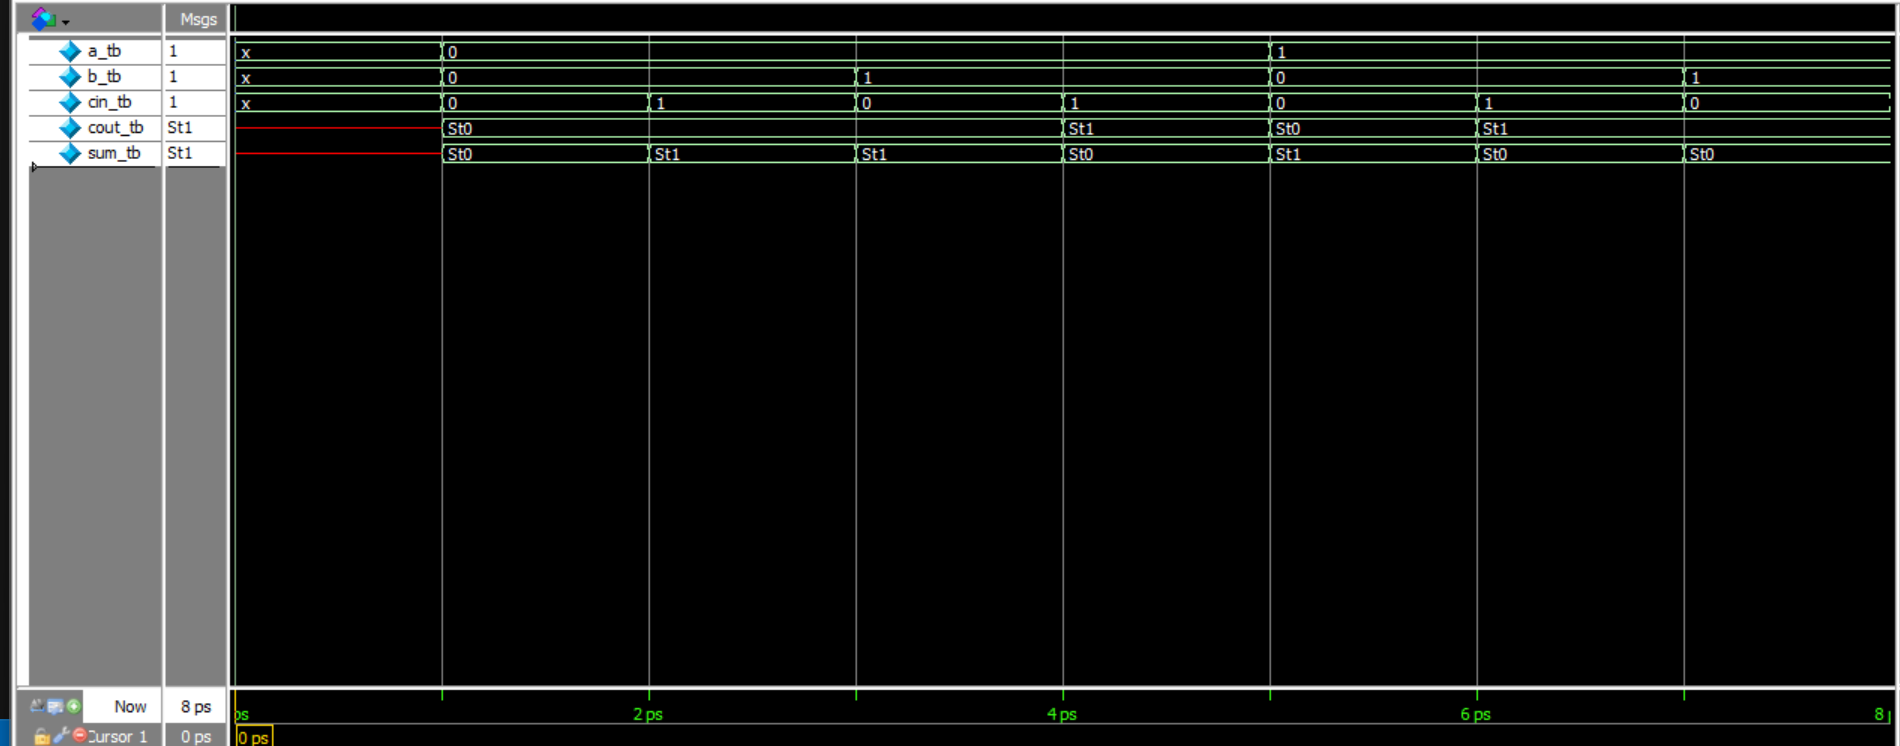 Msgs
a_tb 1 x 0 1
b_tb 1 x 0 1 0 1
cin_tb 1 x 0 1 0 1 0 1 0
cout_tb St1 St0 St1 St0 St1
sum_tb St1 St0 St1 St1 St0 St1 St0 St0
Now 8 ps ps 2 ps 4 ps 6 ps 8
Cursor 1 0 ps 0 ps